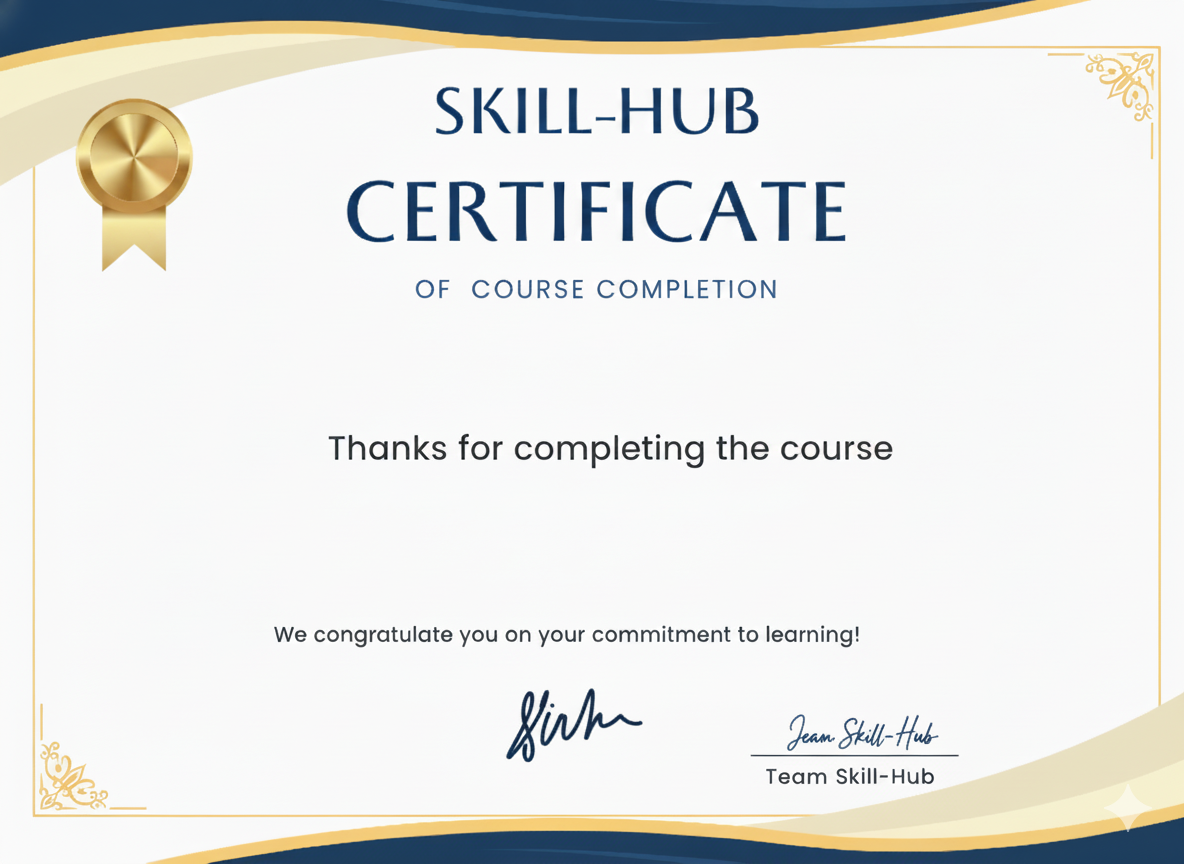 SKILL-HUB
CERTIFICATE
OF COURSE COMPLETION
Thanks for completing the course
We congratulate you on your commitment to learning!
Team Skill-Hub
Team Skill-Hub